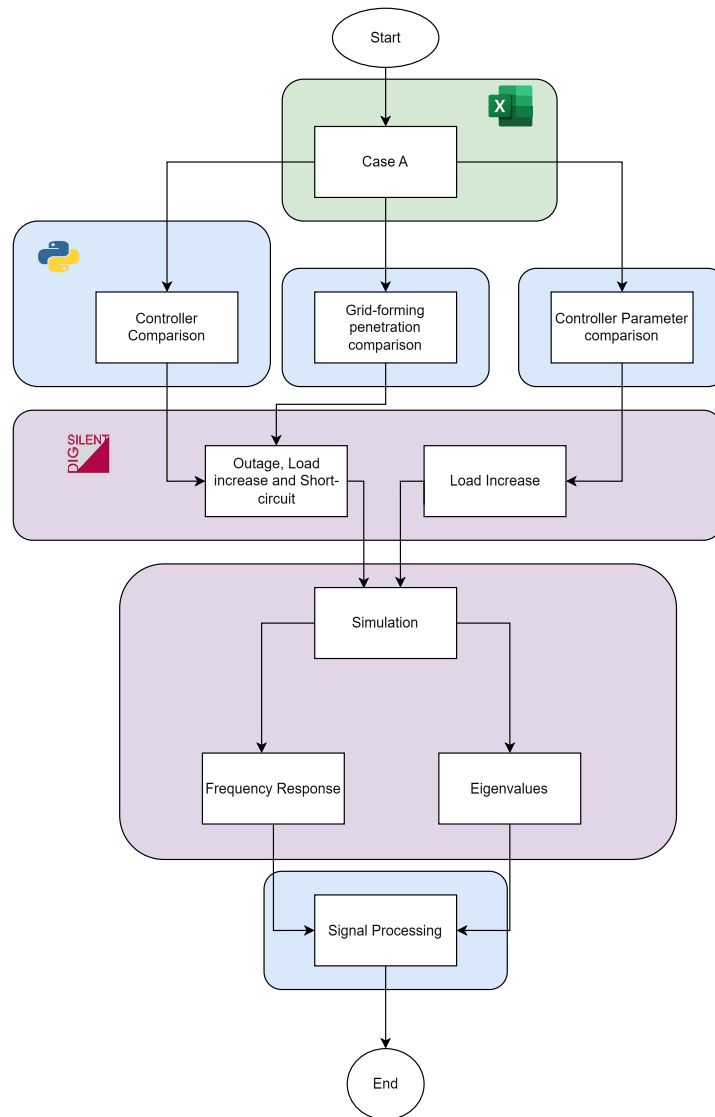 Start
X
Case A
Controller
Comparison
Grid-forming
penetration
comparison
Controller Parameter
comparison
DIG
SILENT
Outage, Load
increase and Short-
circuit
Load Increase
Simulation
Frequency Response
Eigenvalues
Signal Processing
End